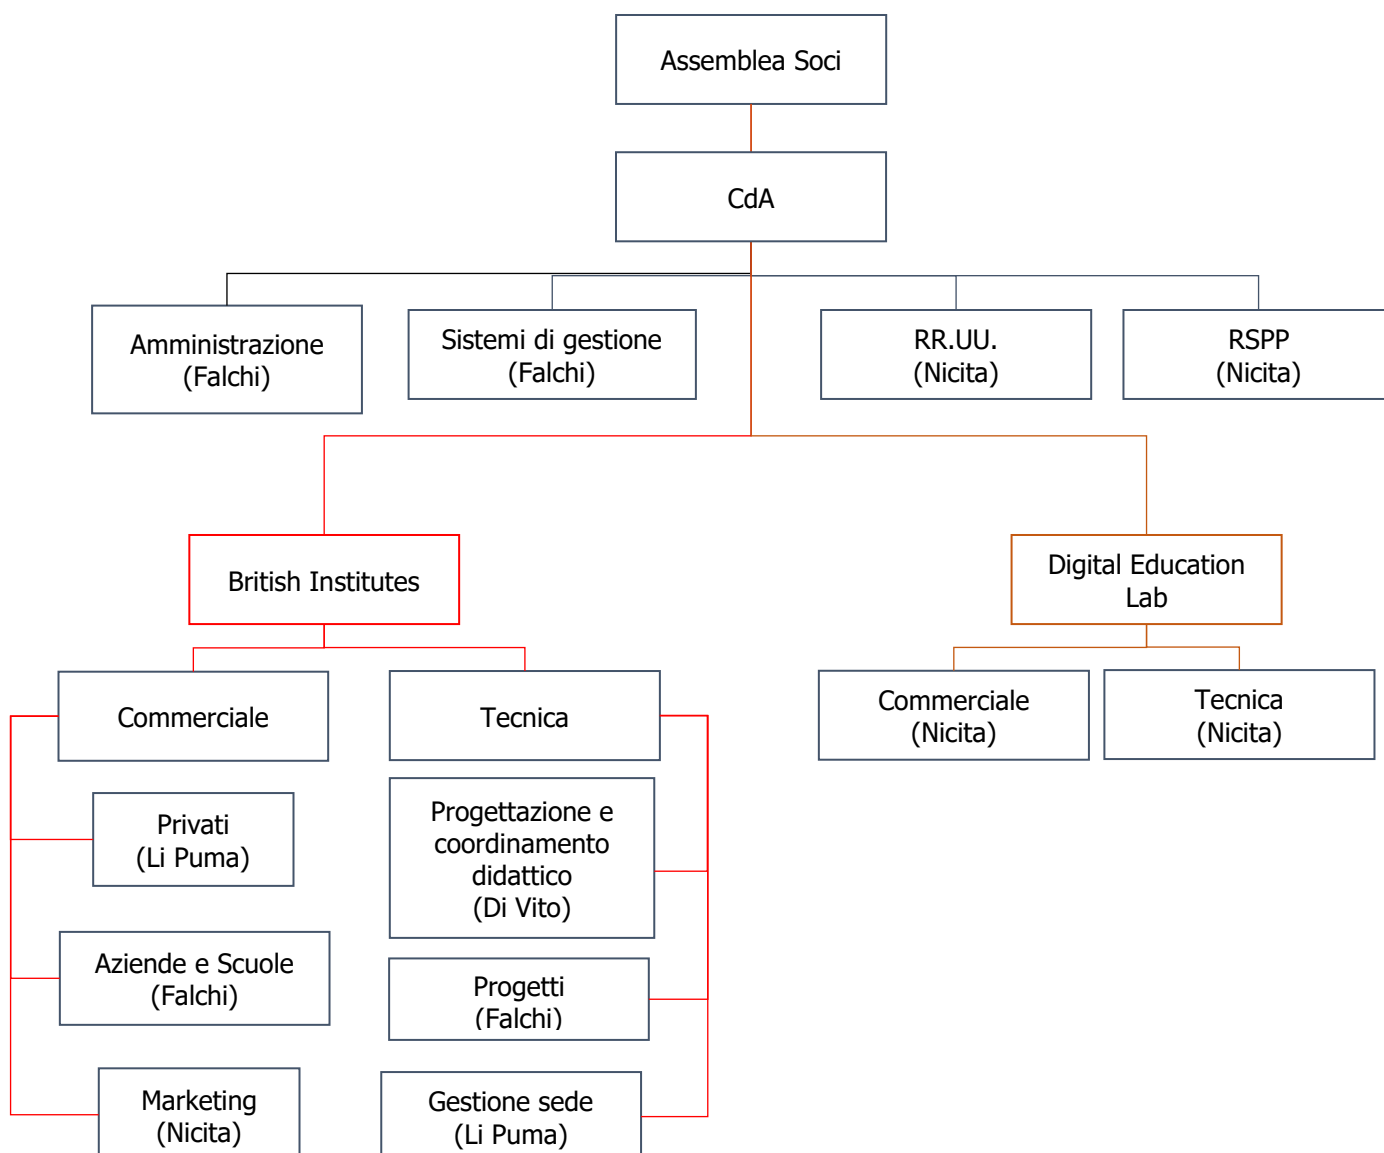 Assemblea Soci
CdA
Amministrazione
(Falchi)
Sistemi di gestione
(Falchi)
RR.UU.
(Nicita)
RSPP
(Nicita)
British Institutes
Digital Education
Lab
Commerciale
Tecnica
Commerciale
(Nicita)
Tecnica
(Nicita)
Privati
(Li Puma)
Progettazione e
coordinamento
didattico
(Di Vito)
Aziende e Scuole
(Falchi)
Progetti
(Falchi)
Marketing
(Nicita)
Gestione sede
(Li Puma)